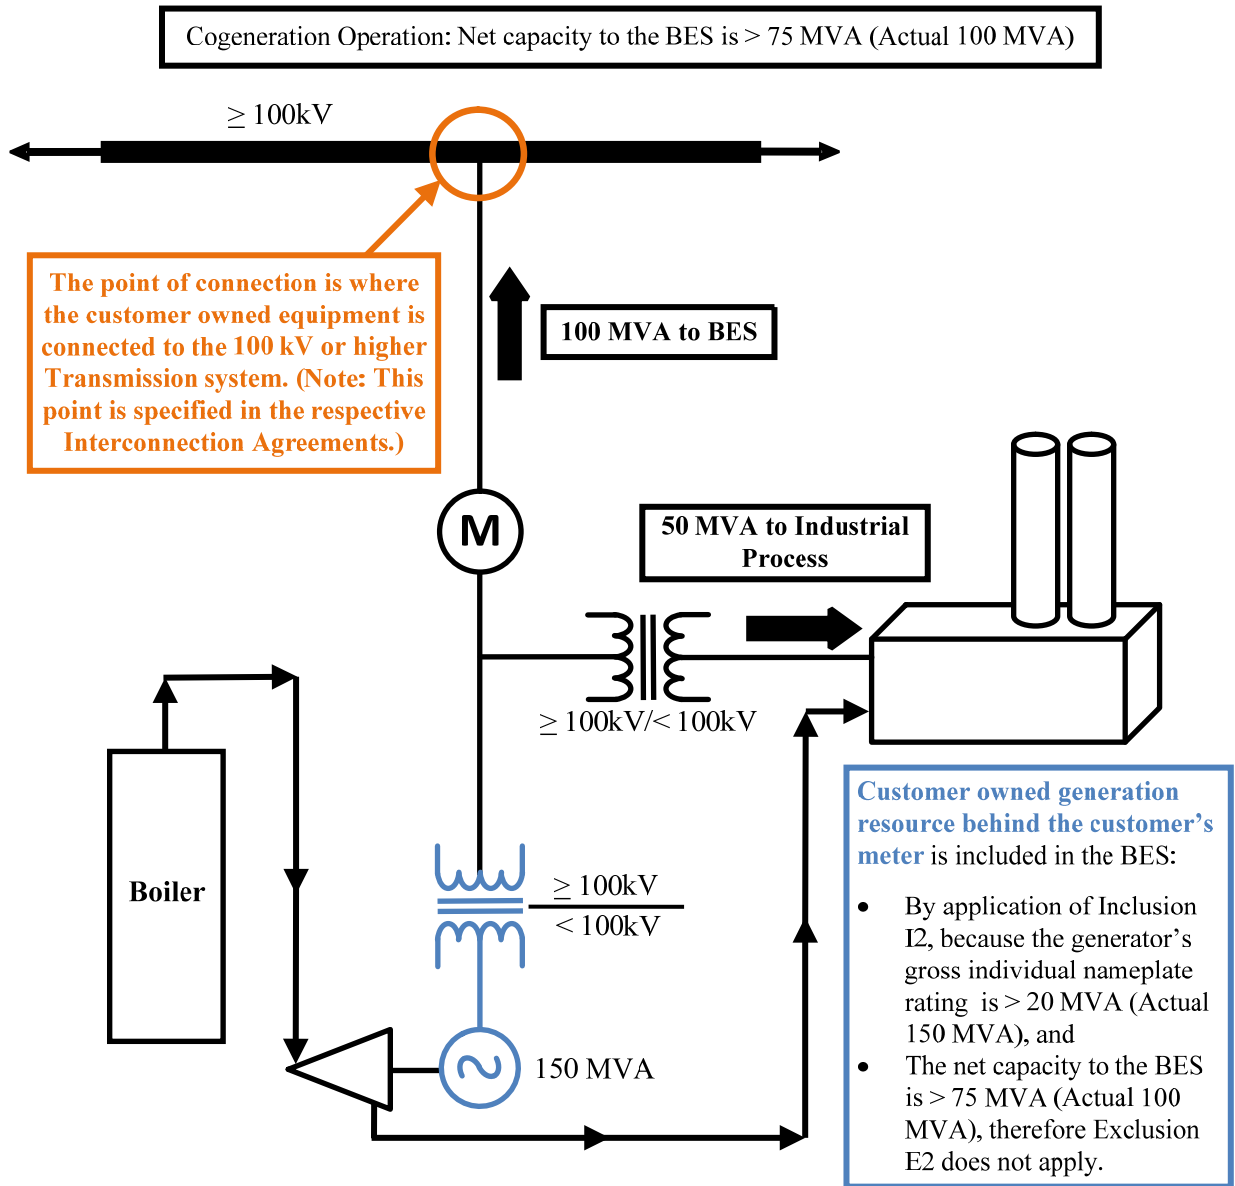 Cogeneration Operation: Net capacity to the BES is > 75 MVA (Actual 100 MVA)
≥ 100kV
The point of connection is where
the customer owned equipment is
connected to the 100 kV or higher
Transmission system. (Note: This
point is specified in the respective
Interconnection Agreements.)
100 MVA to BES
M
50 MVA to Industrial
Process
≥ 100kV/< 100kV
Boiler
≥ 100kV
< 100kV
150 MVA
Customer owned generation
resource behind the customer’s
meter is included in the BES:
• By application of Inclusion
I2, because the generator’s
gross individual nameplate
rating is > 20 MVA (Actual
150 MVA), and
• The net capacity to the BES
is > 75 MVA (Actual 100
MVA), therefore Exclusion
E2 does not apply.